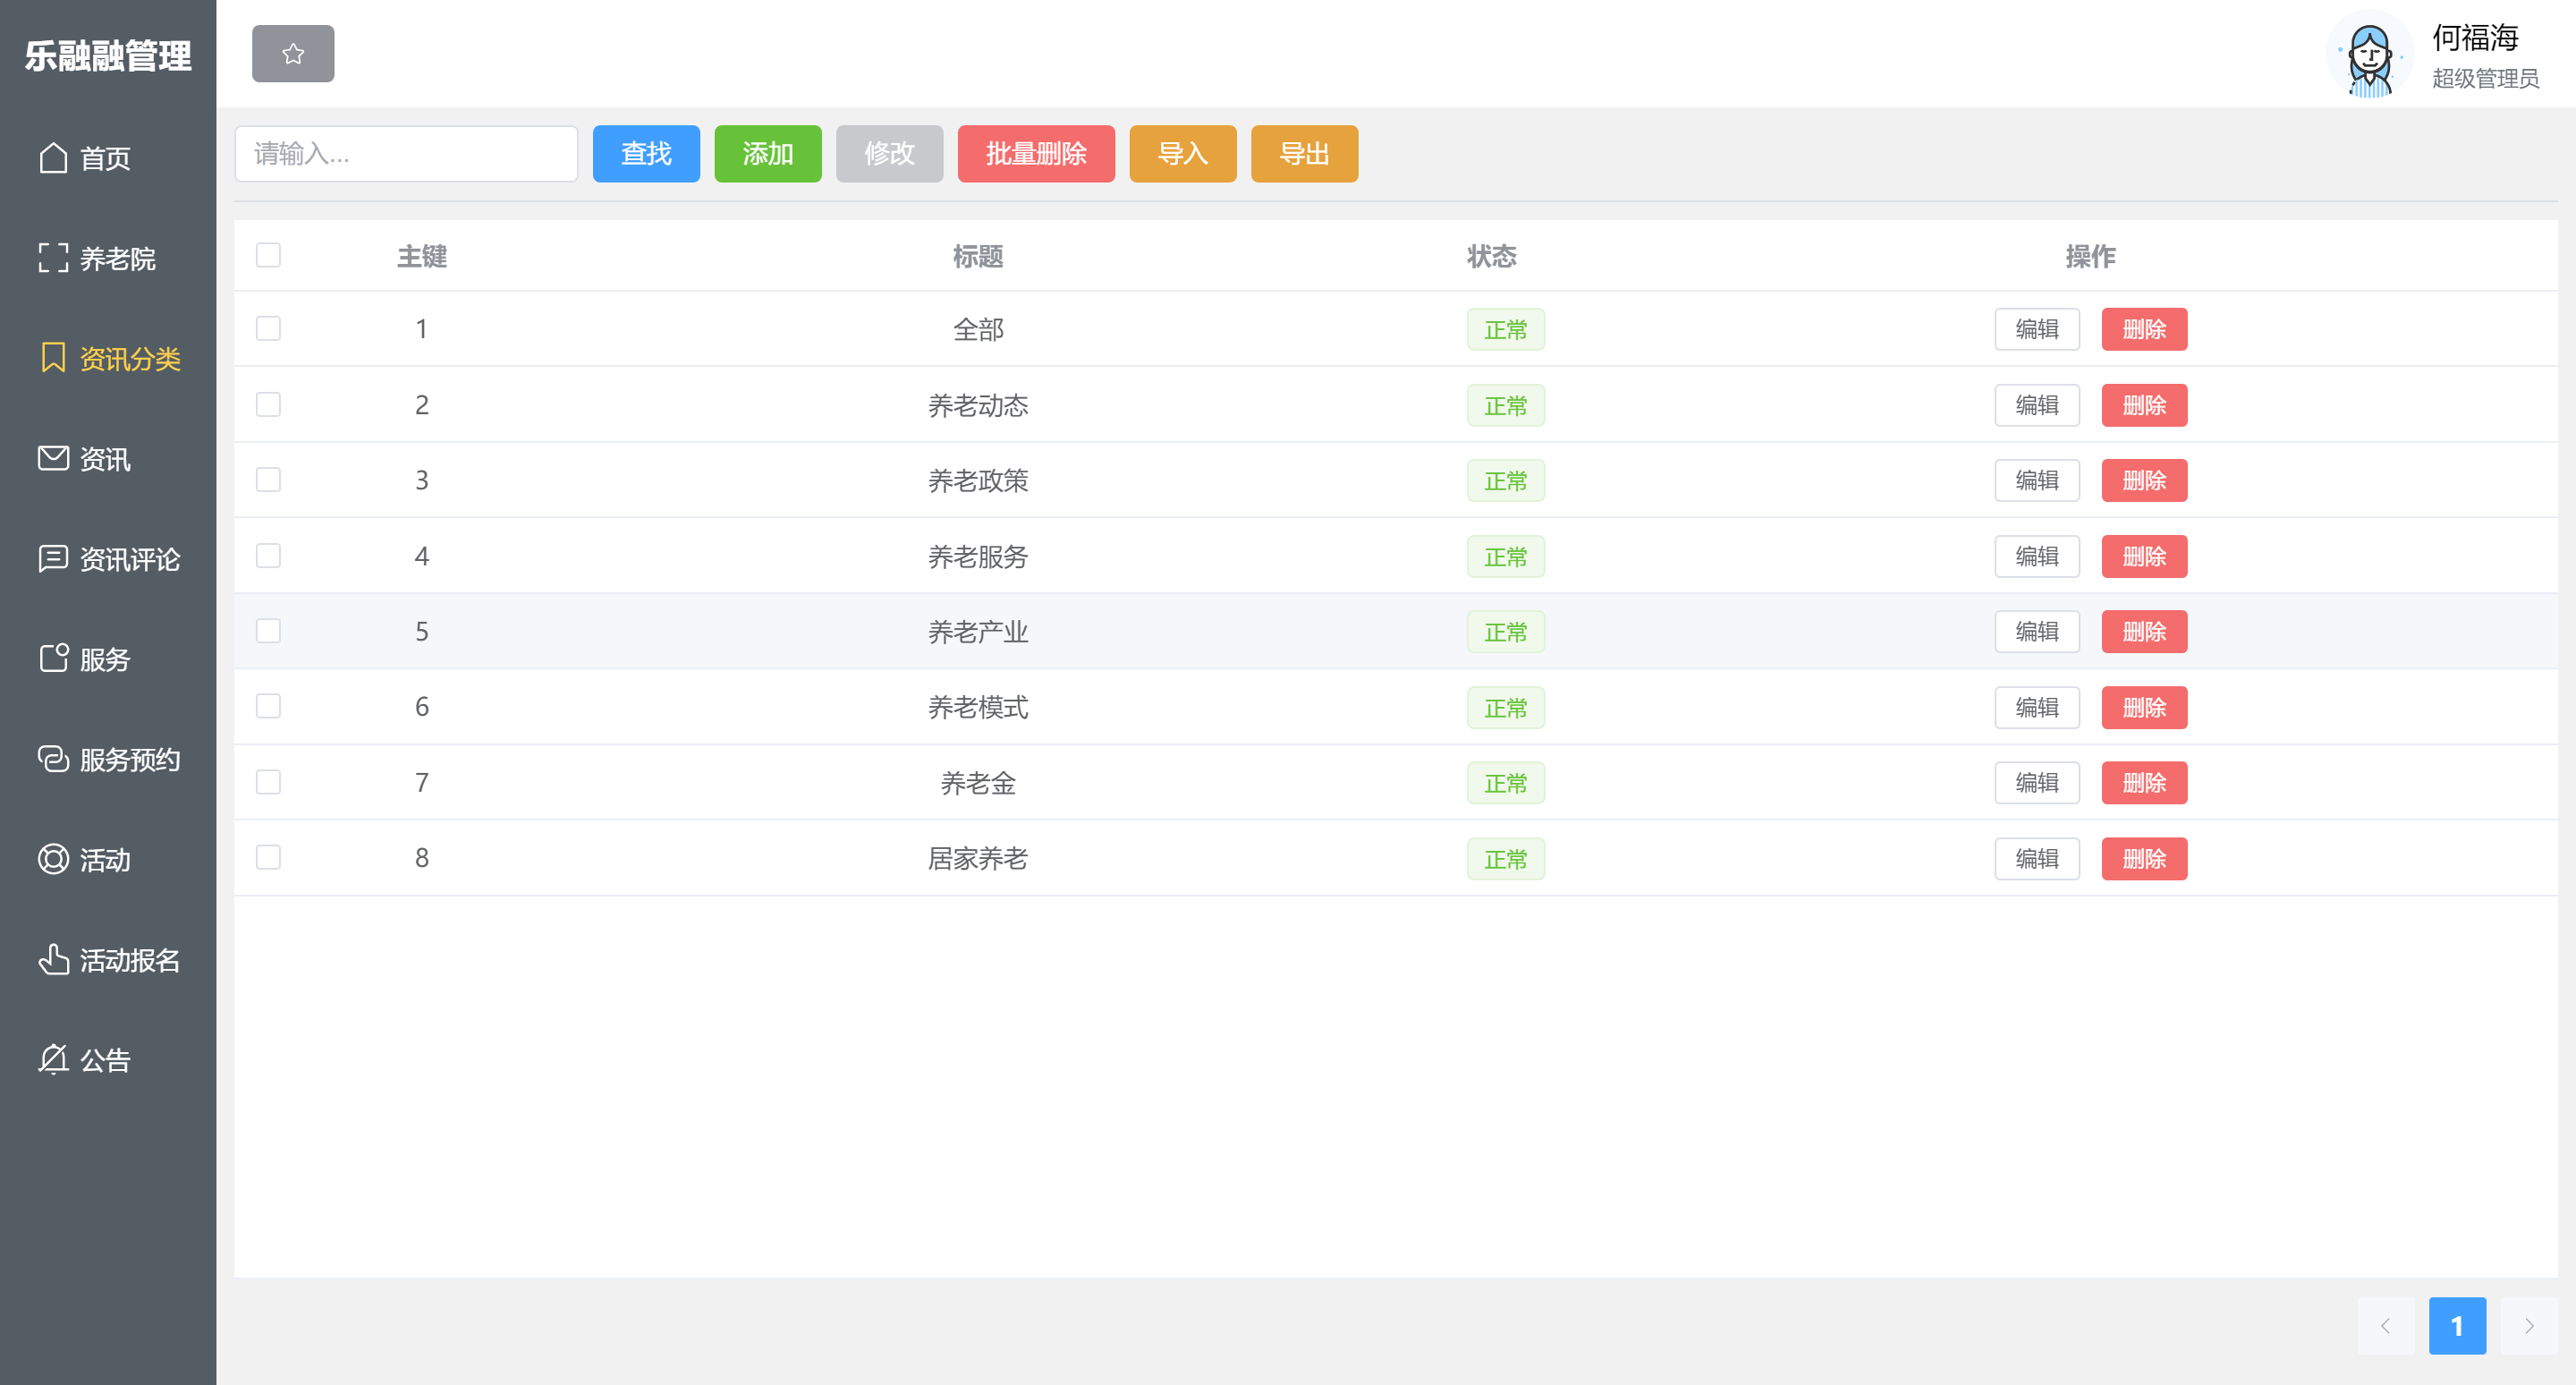 乐融融管理
首页
养老院
资讯分类
资讯
资讯评论
服务
服务预约
活动
活动报名
公告
何福海
超级管理员
请输入... 查找 添加 修改 批量删除 导入 导出
主键 标题 状态 操作
1 全部 正常 编辑 删除
2 养老动态 正常 编辑 删除
3 养老政策 正常 编辑 删除
4 养老服务 正常 编辑 删除
5 养老产业 正常 编辑 删除
6 养老模式 正常 编辑 删除
7 养老金 正常 编辑 删除
8 居家养老 正常 编辑 删除
1